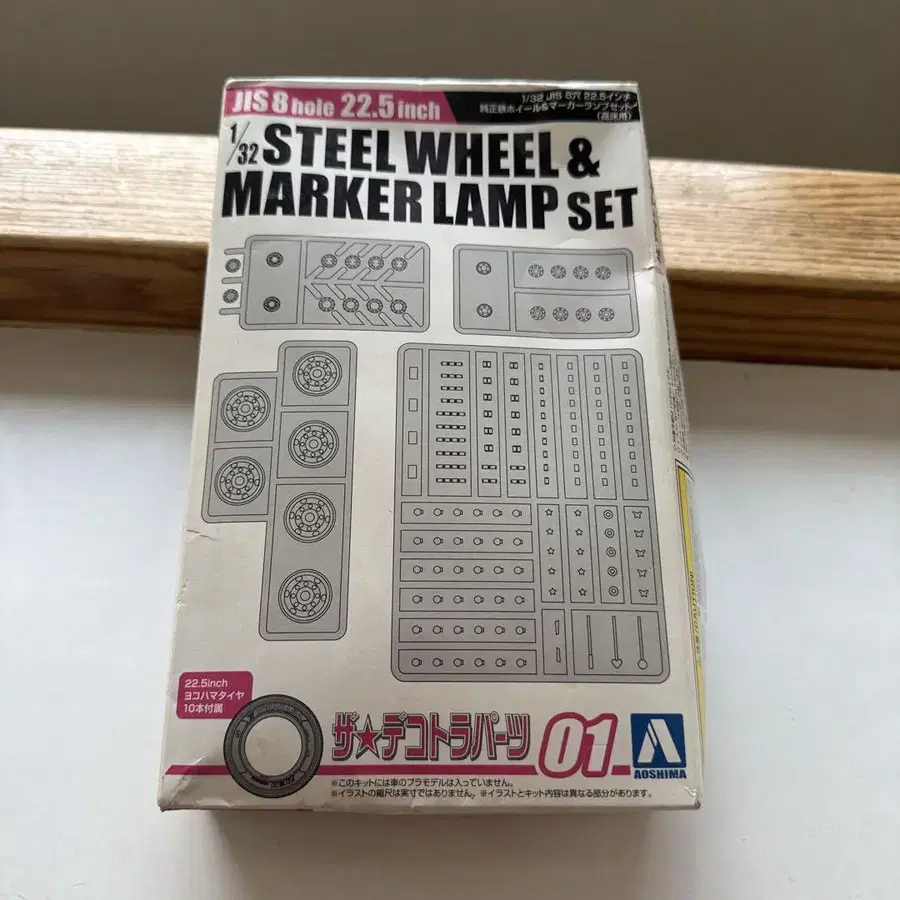 JIS 8 hole 22.5 inch
1/32 JIS 8穴 22.5インチ
純正鉄ホイール&マーカーランプセット
(高床用)
1/32 STEEL WHEEL &
MARKER LAMP SET
22.5inch
ヨコハマタイヤ
10本付属
ザ★デコトラパーツ 01
AOSHIMA
※このキットには車のプラモデルは入っていません。
※イラストの縮尺は実寸ではありません。※イラストとキット内容は異なる部分があります。